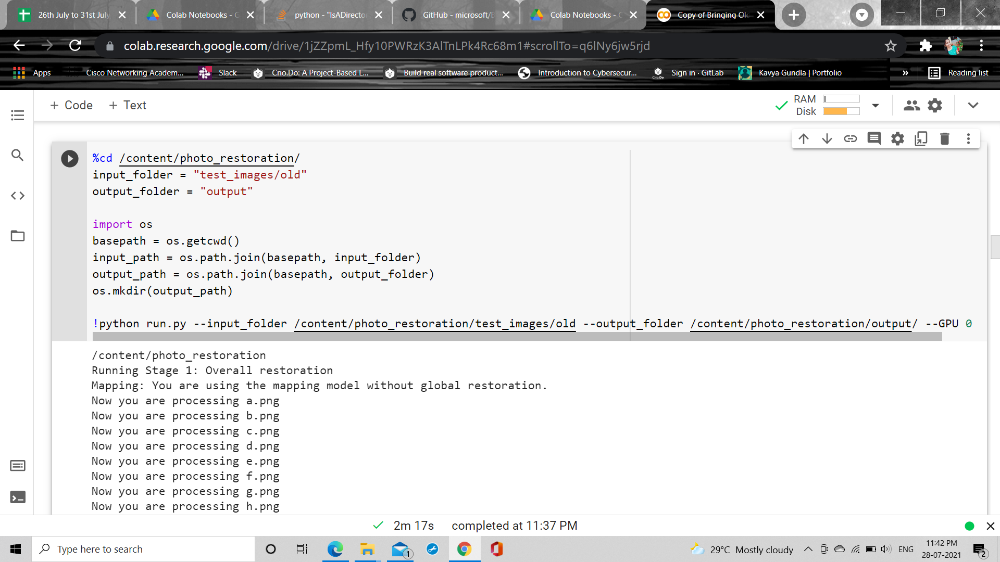 26th July to 31st July
Colab Notebooks - G
python - "IsADirecto
GitHub - microsoft/B
Colab Notebooks - 
Copy of Bringing Ol
colab.research.google.com/drive/1jZZpmL_Hfy10PWRzK3AlTnLPk4Rc68m1#scrollTo=q6lNy6jw5rjd
Apps
Cisco Networking Academ...
Slack
Crio.Do: A Project-Based L...
Build real software product...
Introduction to Cybersecur...
Crio.Do
Sign in · GitLab
Kavya Gundla | Portfolio
»
Reading list
+ Code
+ Text
RAM
Disk
%cd /content/photo_restoration/
input_folder = "test_images/old"
output_folder = "output"
import os
basepath = os.getcwd()
input_path = os.path.join(basepath, input_folder)
output_path = os.path.join(basepath, output_folder)
os.mkdir(output_path)
!python run.py --input_folder /content/photo_restoration/test_images/old --output_folder /content/photo_restoration/output/ --GPU 0
/content/photo_restoration
Running Stage 1: Overall restoration
Mapping: You are using the mapping model without global restoration.
Now you are processing a.png
Now you are processing b.png
Now you are processing c.png
Now you are processing d.png
Now you are processing e.png
Now you are processing f.png
Now you are processing g.png
Now you are processing h.png
2m 17s completed at 11:37 PM
Type here to search
1
29°C Mostly cloudy
ENG
11:42 PM
28-07-2021
2